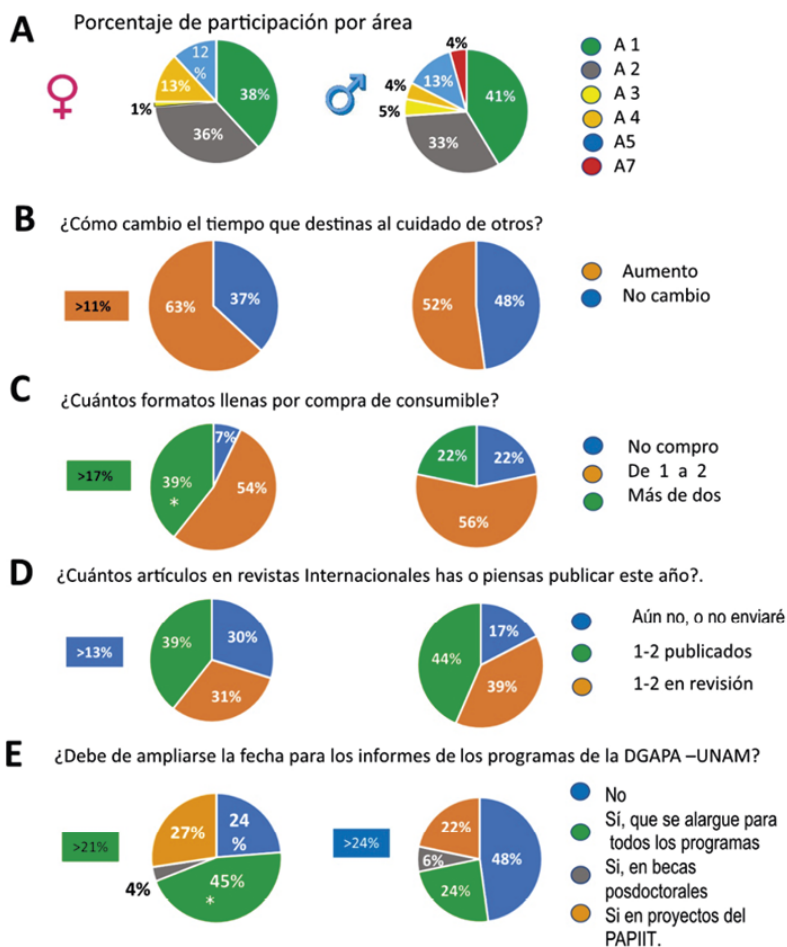 A Porcentaje de participación por área
12
%
38%
13%
1%
36%
4%
13%
41%
4%
5%
33%
A 1
A 2
A 3
A 4
A5
A7
B ¿Cómo cambio el tiempo que destinas al cuidado de otros?
>11%
63%
37%
52%
48%
Aumento
No cambio
C ¿Cuántos formatos llenas por compra de consumible?
>17%
7%
39%
*
54%
22%
22%
56%
No compro
De 1 a 2
Más de dos
D ¿Cuántos artículos en revistas Internacionales has o piensas publicar este año?.
>13%
39%
30%
31%
17%
44%
39%
Aún no, o no enviaré
1-2 publicados
1-2 en revisión
E ¿Debe de ampliarse la fecha para los informes de los programas de la DGAPA –UNAM?
>21%
27%
24
%
4%
45%
*
>24%
22%
48%
6%
24%
No
Sí, que se alargue para
todos los programas
Si, en becas
posdoctorales
Si en proyectos del
PAPIIT.